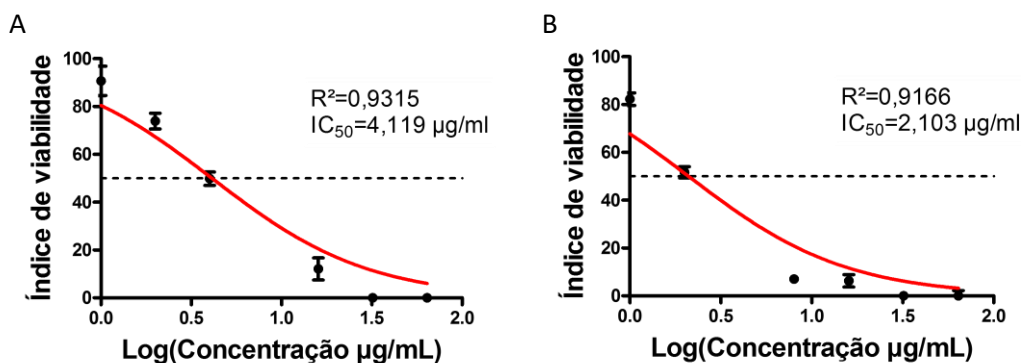 A
Índice de viabilidade
100
80
60
40
20
0
R²=0,9315
IC₅₀=4,119 µg/ml
0.0 0.5 1.0 1.5 2.0
Log(Concentração µg/mL)
B
Índice de viabilidade
100
80
60
40
20
0
R²=0,9166
IC₅₀=2,103 µg/ml
0.0 0.5 1.0 1.5 2.0
Log(Concentração µg/mL)